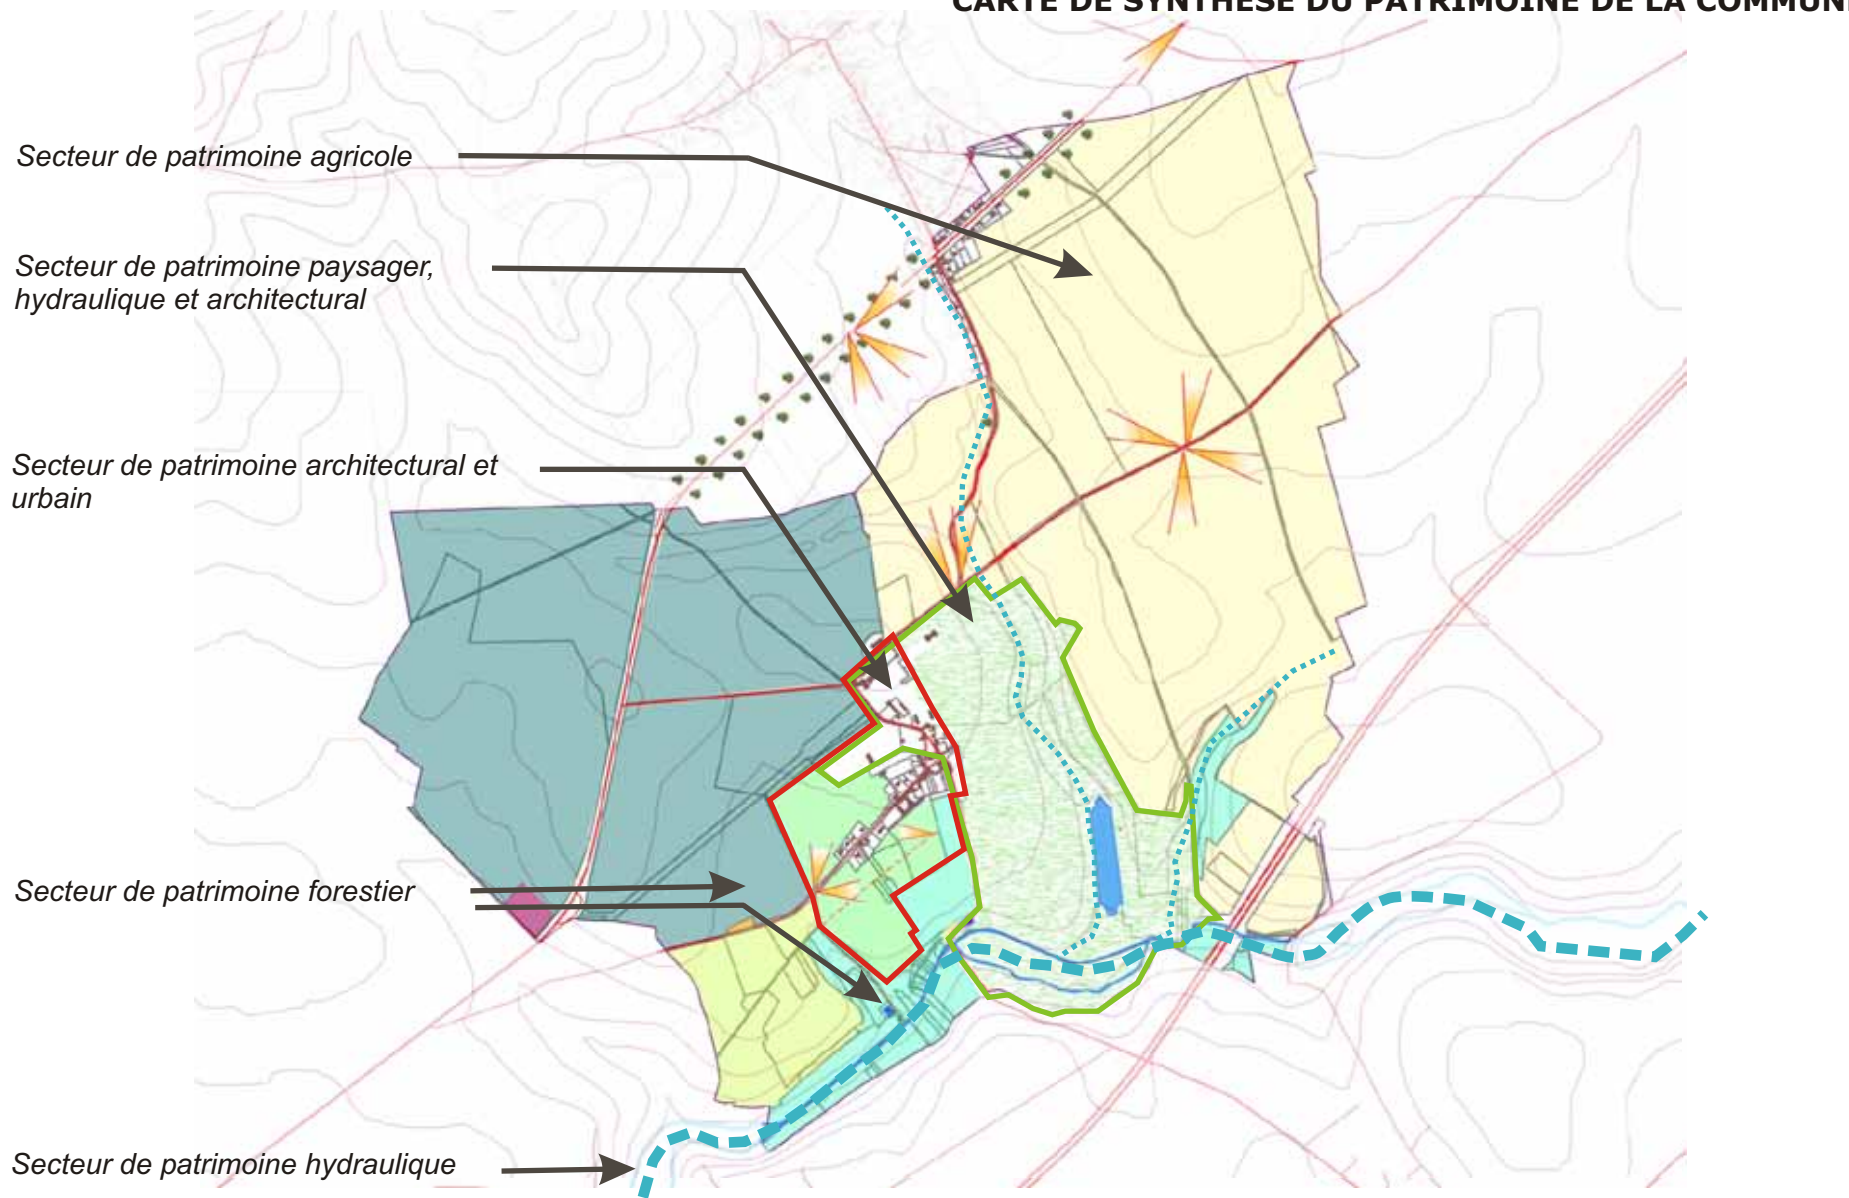 CARTE DE SYNTHESE DU PATRIMOINE DE LA COMMUNE
Secteur de patrimoine agricole
Secteur de patrimoine paysager,
hydraulique et architectural
Secteur de patrimoine architectural et
urbain
Secteur de patrimoine forestier
Secteur de patrimoine hydraulique